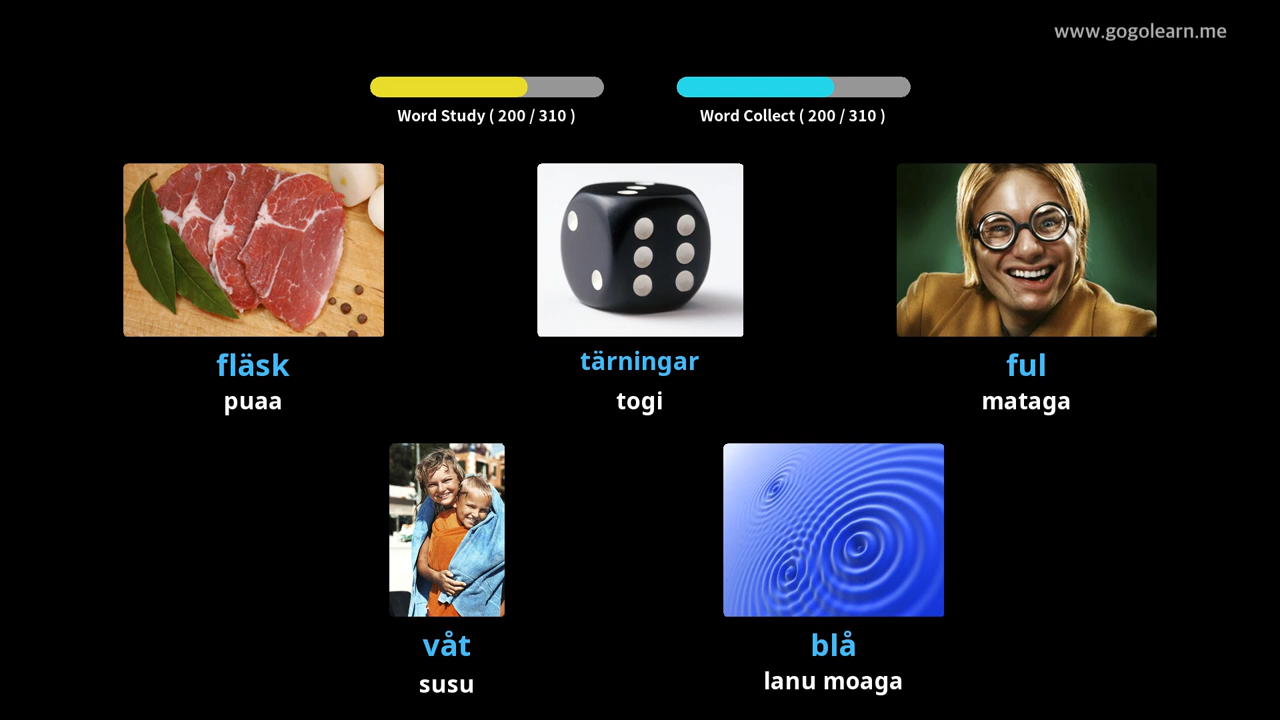 www.gogolearn.me
Word Study ( 200 / 310 )
Word Collect ( 200 / 310 )
fläsk
puaa
tärningar
togi
ful
mataga
våt
susu
blå
lanu moaga